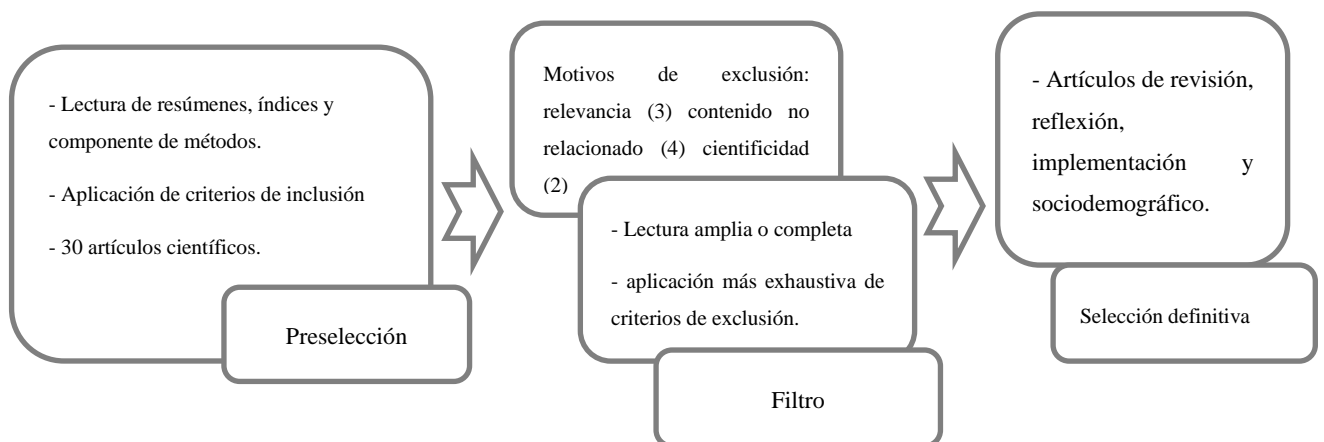 - Lectura de resúmenes, índices y
componente de métodos.
- Aplicación de criterios de inclusión
- 30 artículos científicos.
Preselección
Motivos de exclusión:
relevancia (3) contenido no
relacionado (4) cientificidad
(2)
- Lectura amplia o completa
- aplicación más exhaustiva de
criterios de exclusión.
Filtro
- Artículos de revisión,
reflexión,
implementación y
sociodemográfico.
Selección definitiva